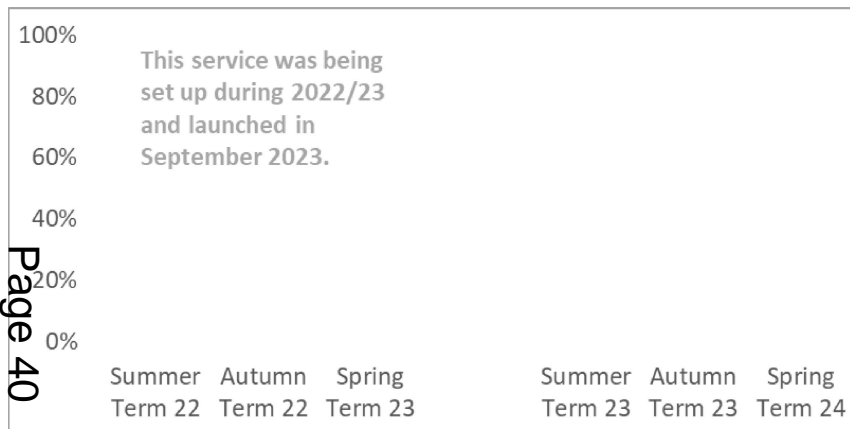 100%
This service was being
80%
set up during 2022/23
and launched in
60%
September 2023.
40%
20%
0%
Summer Autumn Spring Summer Autumn Spring
Term 22 Term 22 Term 23 Term 23 Term 23 Term 24
Page 40